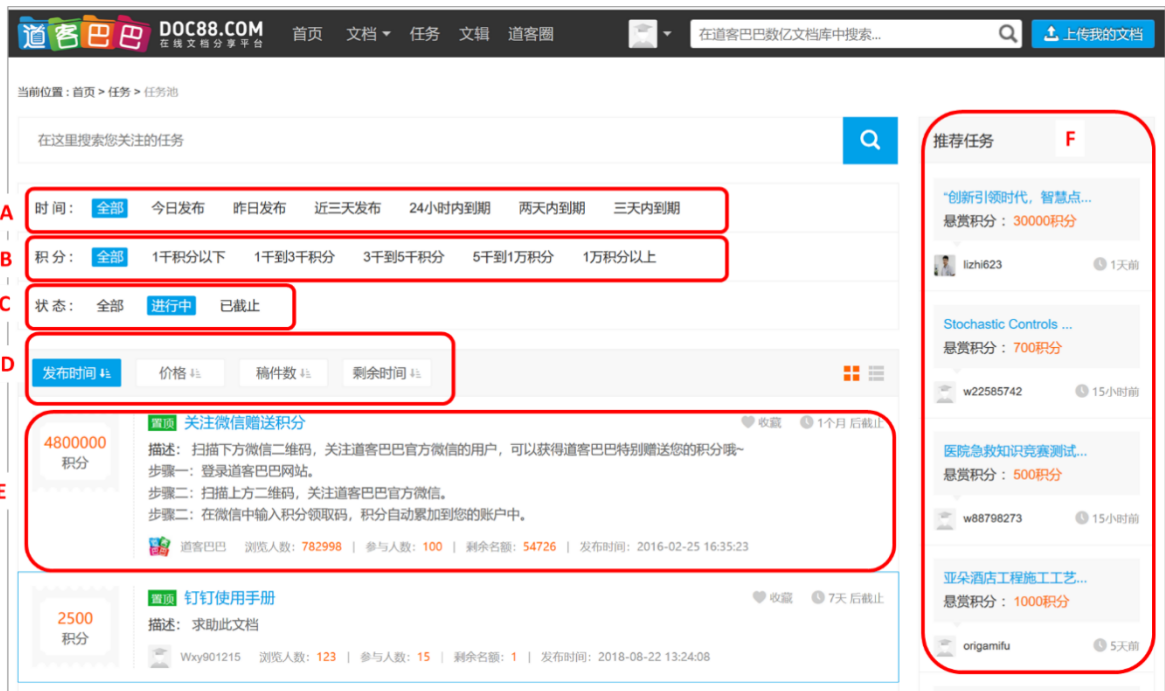 道客巴巴 DOC88.COM 在线文档分享平台 首页 文档 任务 文辑 道客圈 在道客巴巴数亿文档库中搜索... 上传我的文档
当前位置：首页 > 任务 > 任务池
在这里搜索您关注的任务
A 时间： 全部 今日发布 昨日发布 近三天发布 24小时内到期 两天内到期 三天内到期
B 积分： 全部 1千积分以下 1千到3千积分 3千到5千积分 5千到1万积分 1万积分以上
C 状态： 全部 进行中 已截止
D 发布时间 价格 稿件数 剩余时间
E
4800000
积分
置顶 关注微信赠送积分 收藏 1个月 后截止
描述： 扫描下方微信二维码，关注道客巴巴官方微信的用户，可以获得道客巴巴特别赠送您的积分哦~
步骤一：登录道客巴巴网站。
步骤二：扫描上方二维码，关注道客巴巴官方微信。
步骤二：在微信中输入积分领取码，积分自动累加到您的账户中。
道客巴巴 浏览人数：782998 | 参与人数：100 | 剩余名额：54726 | 发布时间：2016-02-25 16:35:23
2500
积分
置顶 钉钉使用手册 收藏 7天 后截止
描述： 求助此文档
Wxy901215 浏览人数：123 | 参与人数：15 | 剩余名额：1 | 发布时间：2018-08-22 13:24:08
推荐任务 F
“创新引领时代，智慧点...
悬赏积分：30000积分
lizhi623 1天前
Stochastic Controls ...
悬赏积分：700积分
w22585742 15小时前
医院急救知识竞赛测试...
悬赏积分：500积分
w88798273 15小时前
亚朵酒店工程施工工艺...
悬赏积分：1000积分
origamifu 5天前